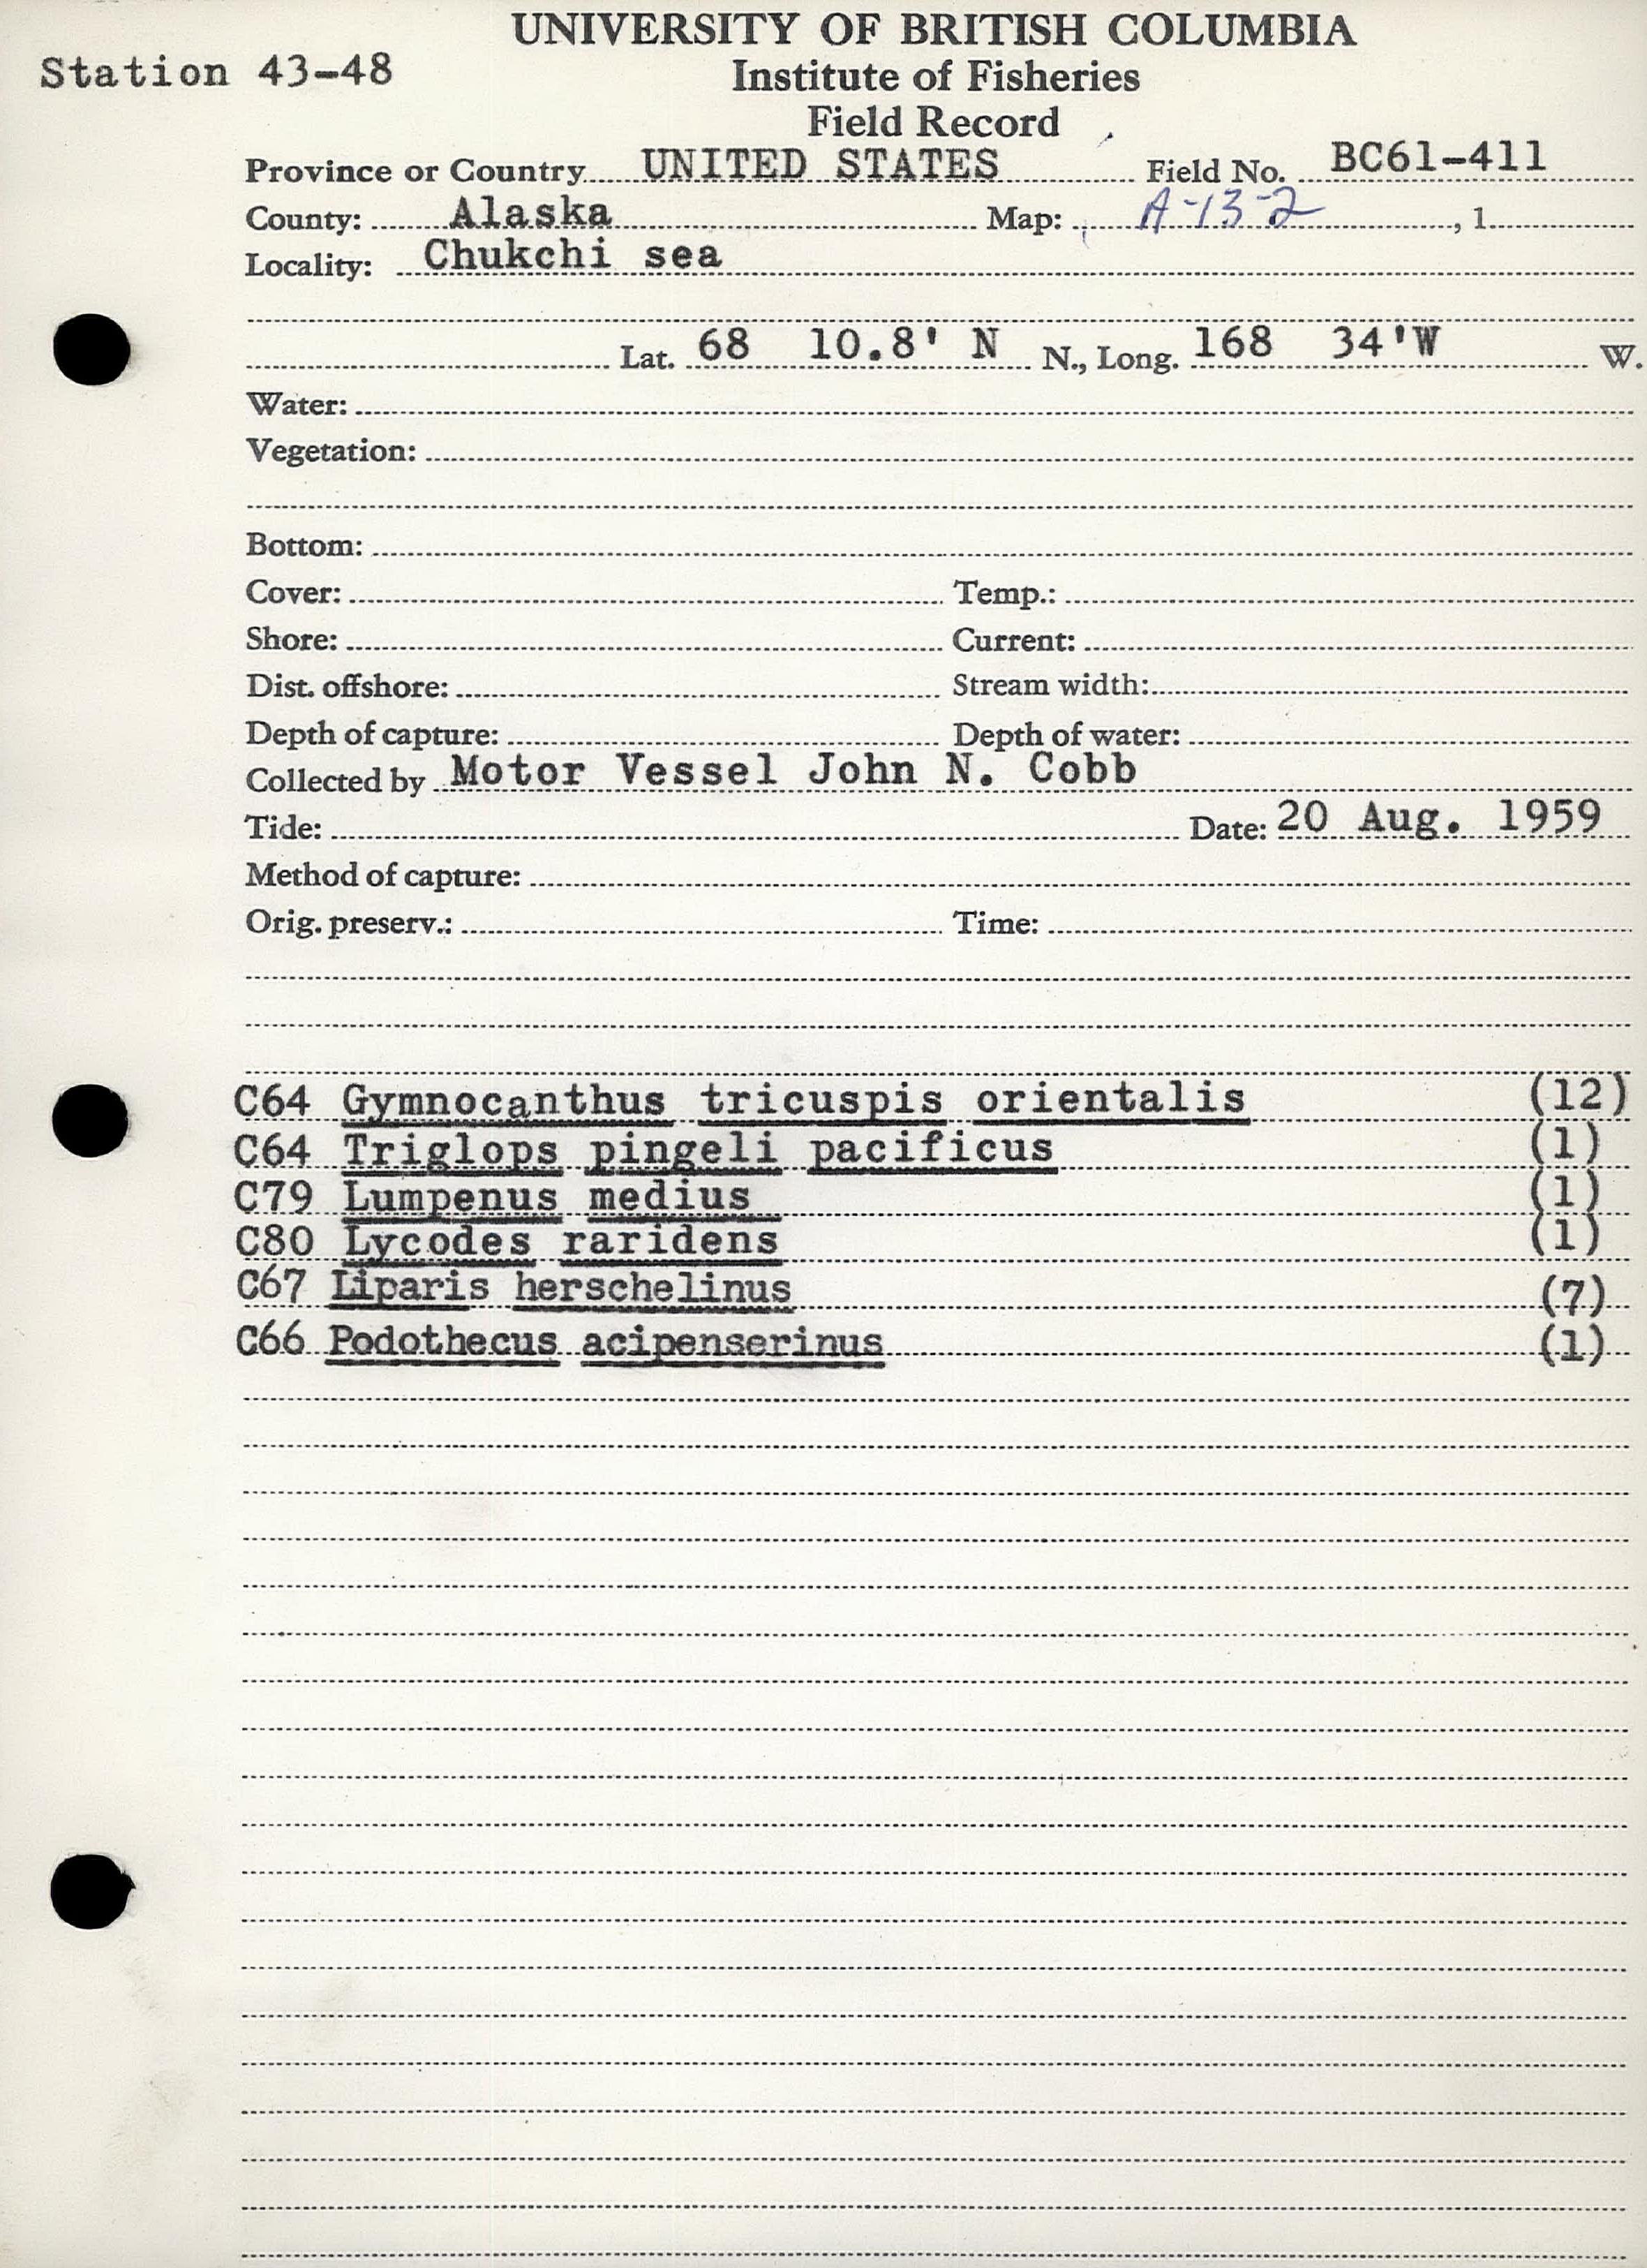 UNIVERSITY OF BRITISH COLUMBIA
Station 43-48
Institute of Fisheries
Field Record
Province or Country UNITED STATES Field No. BC61-411
County: Alaska Map: A-13-2, 1
Locality: Chukchi sea
Lat. 68 10.8' N N., Long. 168 34'W W.
Water:
Vegetation:
Bottom:
Cover: Temp.:
Shore: Current:
Dist. offshore: Stream width:
Depth of capture: Depth of water:
Collected by Motor Vessel John N. Cobb
Tide: Date: 20 Aug. 1959
Method of capture:
Orig. preserv.: Time:
C64 Gymnocanthus tricuspis orientalis (12)
C64 Triglops pingeli pacificus (1)
C79 Lumpenus medius (1)
C80 Lycodes raridens (1)
C67 Liparis herschelinus (7)
C66 Podothecus acipenserinus (1)